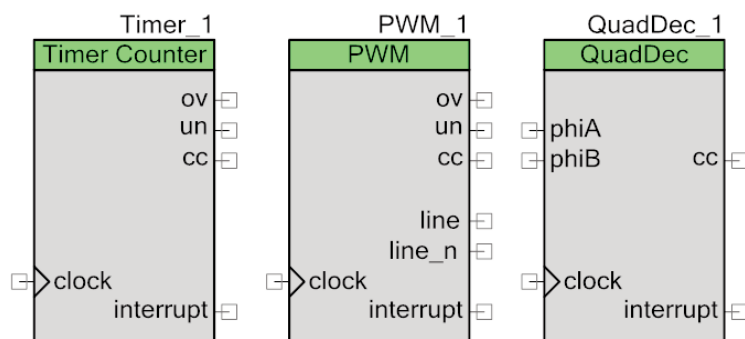 Timer_1
Timer Counter
ov
un
cc
clock
interrupt
PWM_1
PWM
ov
un
cc
line
line_n
clock
interrupt
QuadDec_1
QuadDec
phiA
phiB
cc
clock
interrupt